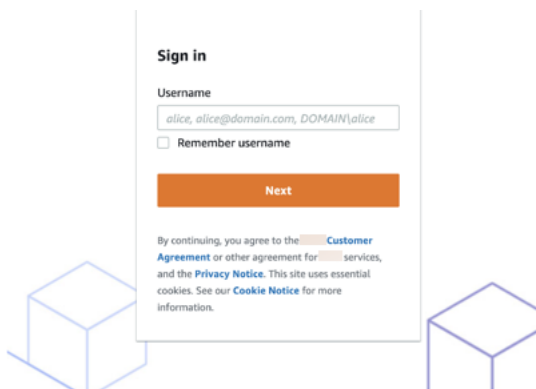 Sign in
Username
alice, alice@domain.com, DOMAIN\alice
Remember username
Next
By continuing, you agree to the Customer
Agreement or other agreement for services,
and the Privacy Notice. This site uses essential
cookies. See our Cookie Notice for more
information.